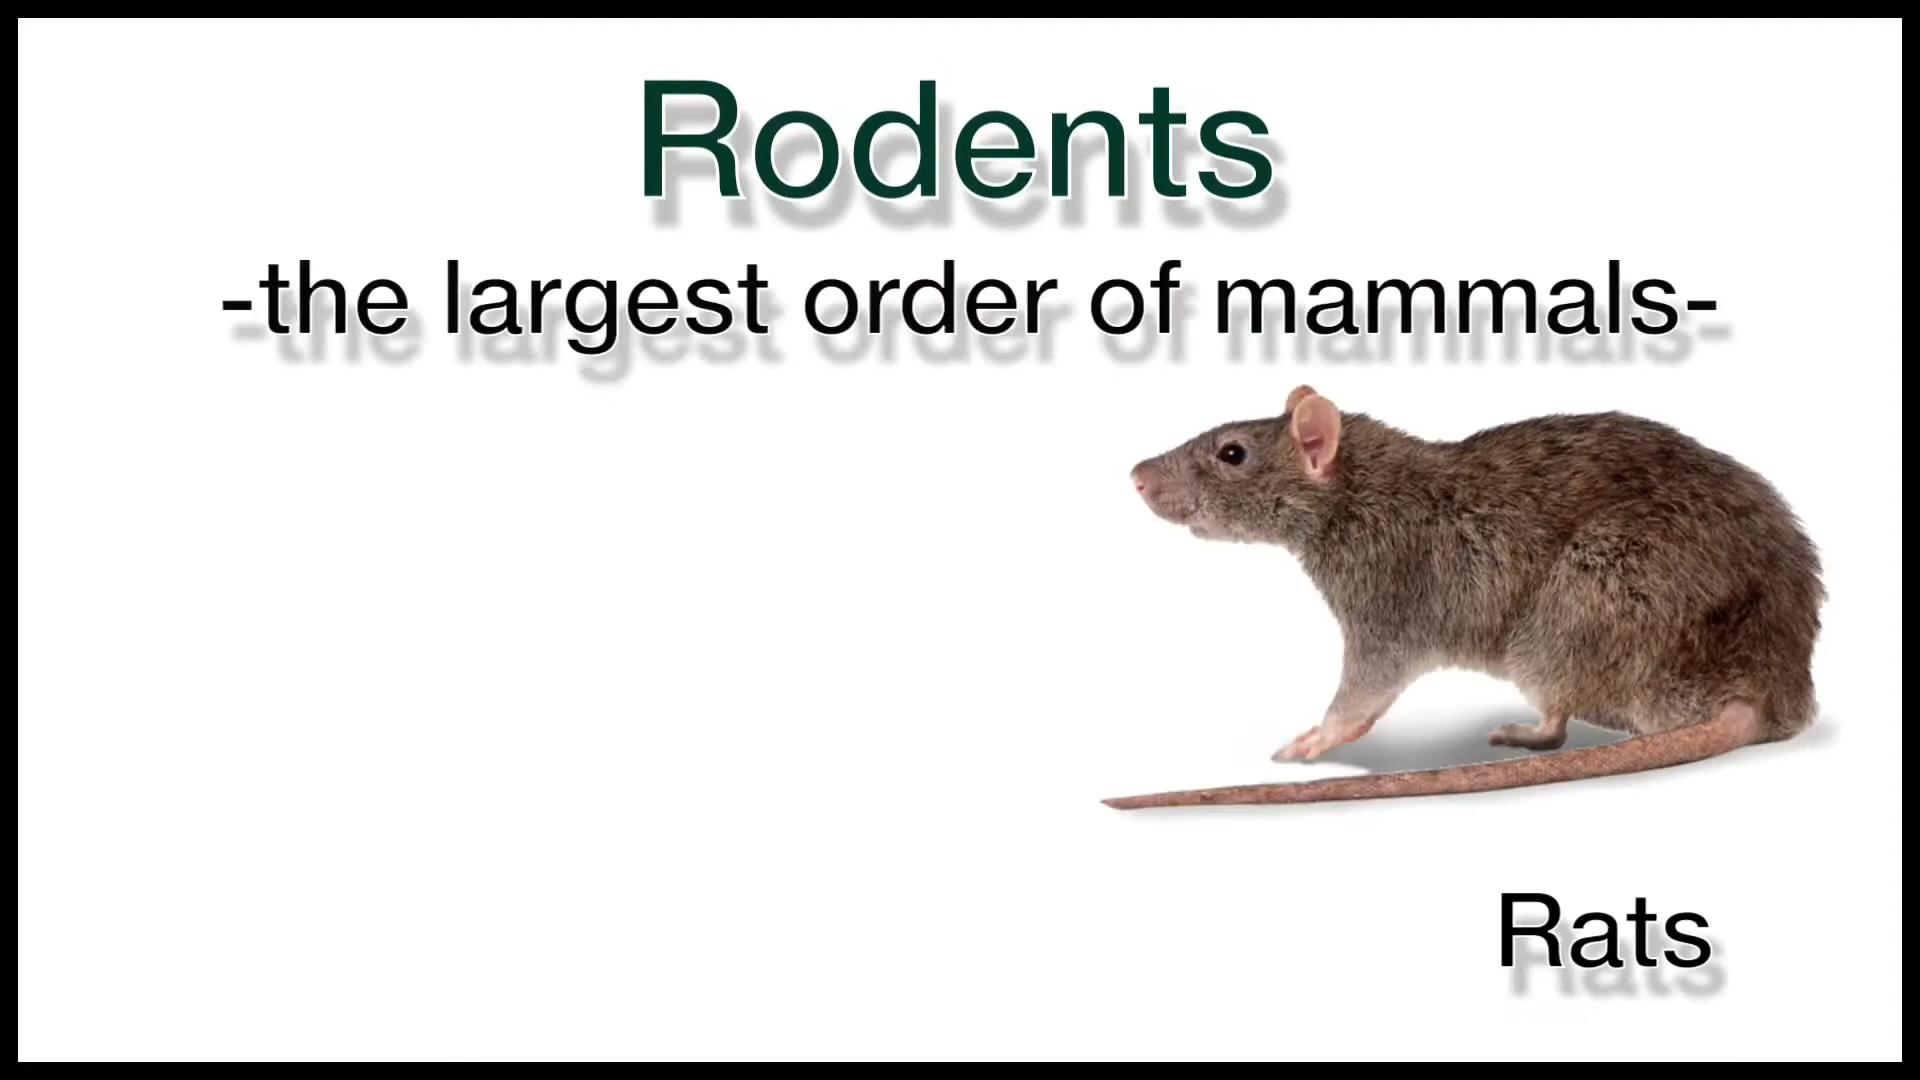 Rodents
-the largest order of mammals-
Rats